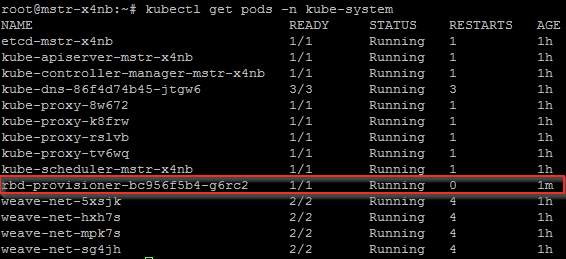 root@mstr-x4nb:~# kubectl get pods -n kube-system
NAME READY STATUS RESTARTS AGE
etcd-mstr-x4nb 1/1 Running 1 1h
kube-apiserver-mstr-x4nb 1/1 Running 1 1h
kube-controller-manager-mstr-x4nb 1/1 Running 1 1h
kube-dns-86f4d74b45-jtgw6 3/3 Running 3 1h
kube-proxy-8w672 1/1 Running 1 1h
kube-proxy-k8frw 1/1 Running 1 1h
kube-proxy-rslvb 1/1 Running 1 1h
kube-proxy-tv6wq 1/1 Running 1 1h
kube-scheduler-mstr-x4nb 1/1 Running 1 1h
rbd-provisioner-bc956f5b4-g6rc2 1/1 Running 0 1m
weave-net-5xsjk 2/2 Running 4 1h
weave-net-hxh7s 2/2 Running 4 1h
weave-net-mpk7s 2/2 Running 4 1h
weave-net-sg4jh 2/2 Running 4 1h